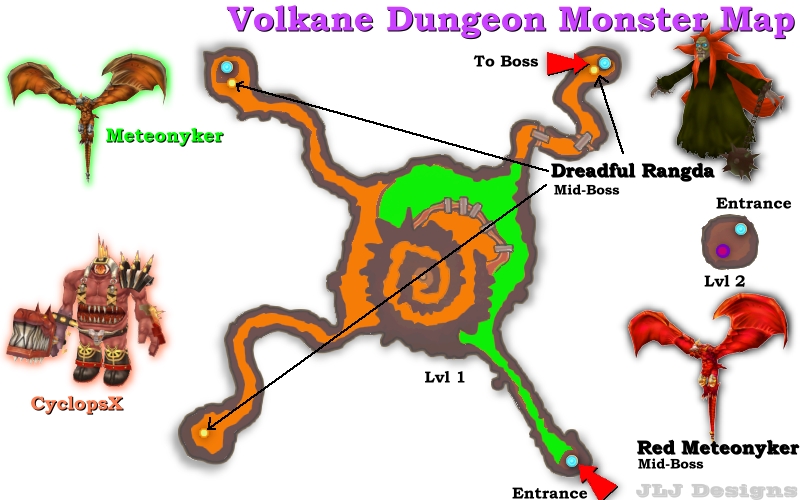 Volkane Dungeon Monster Map
To Boss
Meteonyker
Dreadful Rangda
Mid-Boss
Entrance
Lvl 2
CyclopsX
Lvl 1
Red Meteonyker
Mid-Boss
Entrance
JLJ Designs